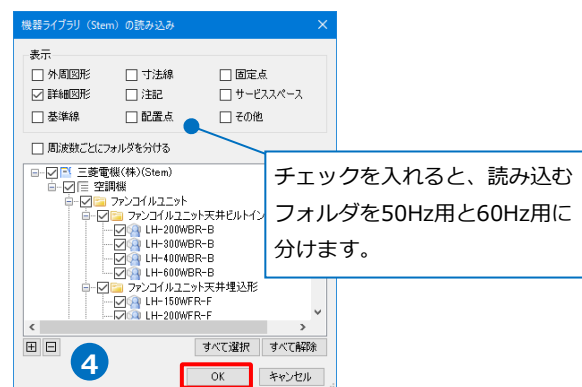 機器ライブラリ (Stem) の読み込み
表示
外周図形 寸法線 固定点
詳細図形 注記 サービススペース
基準線 配置点 その他
周波数ごとにフォルダを分ける
三菱電機(株)(Stem)
空調機
ファンコイルユニット
ファンコイルユニット天井ビルトイン
LH-200WBR-B
LH-300WBR-B
LH-400WBR-B
LH-600WBR-B
ファンコイルユニット天井埋込形
LH-150WFR-F
LH-200WFR-F
すべて選択 すべて解除
OK キャンセル
4
チェックを入れると、読み込む
フォルダを50Hz用と60Hz用に
分けます。